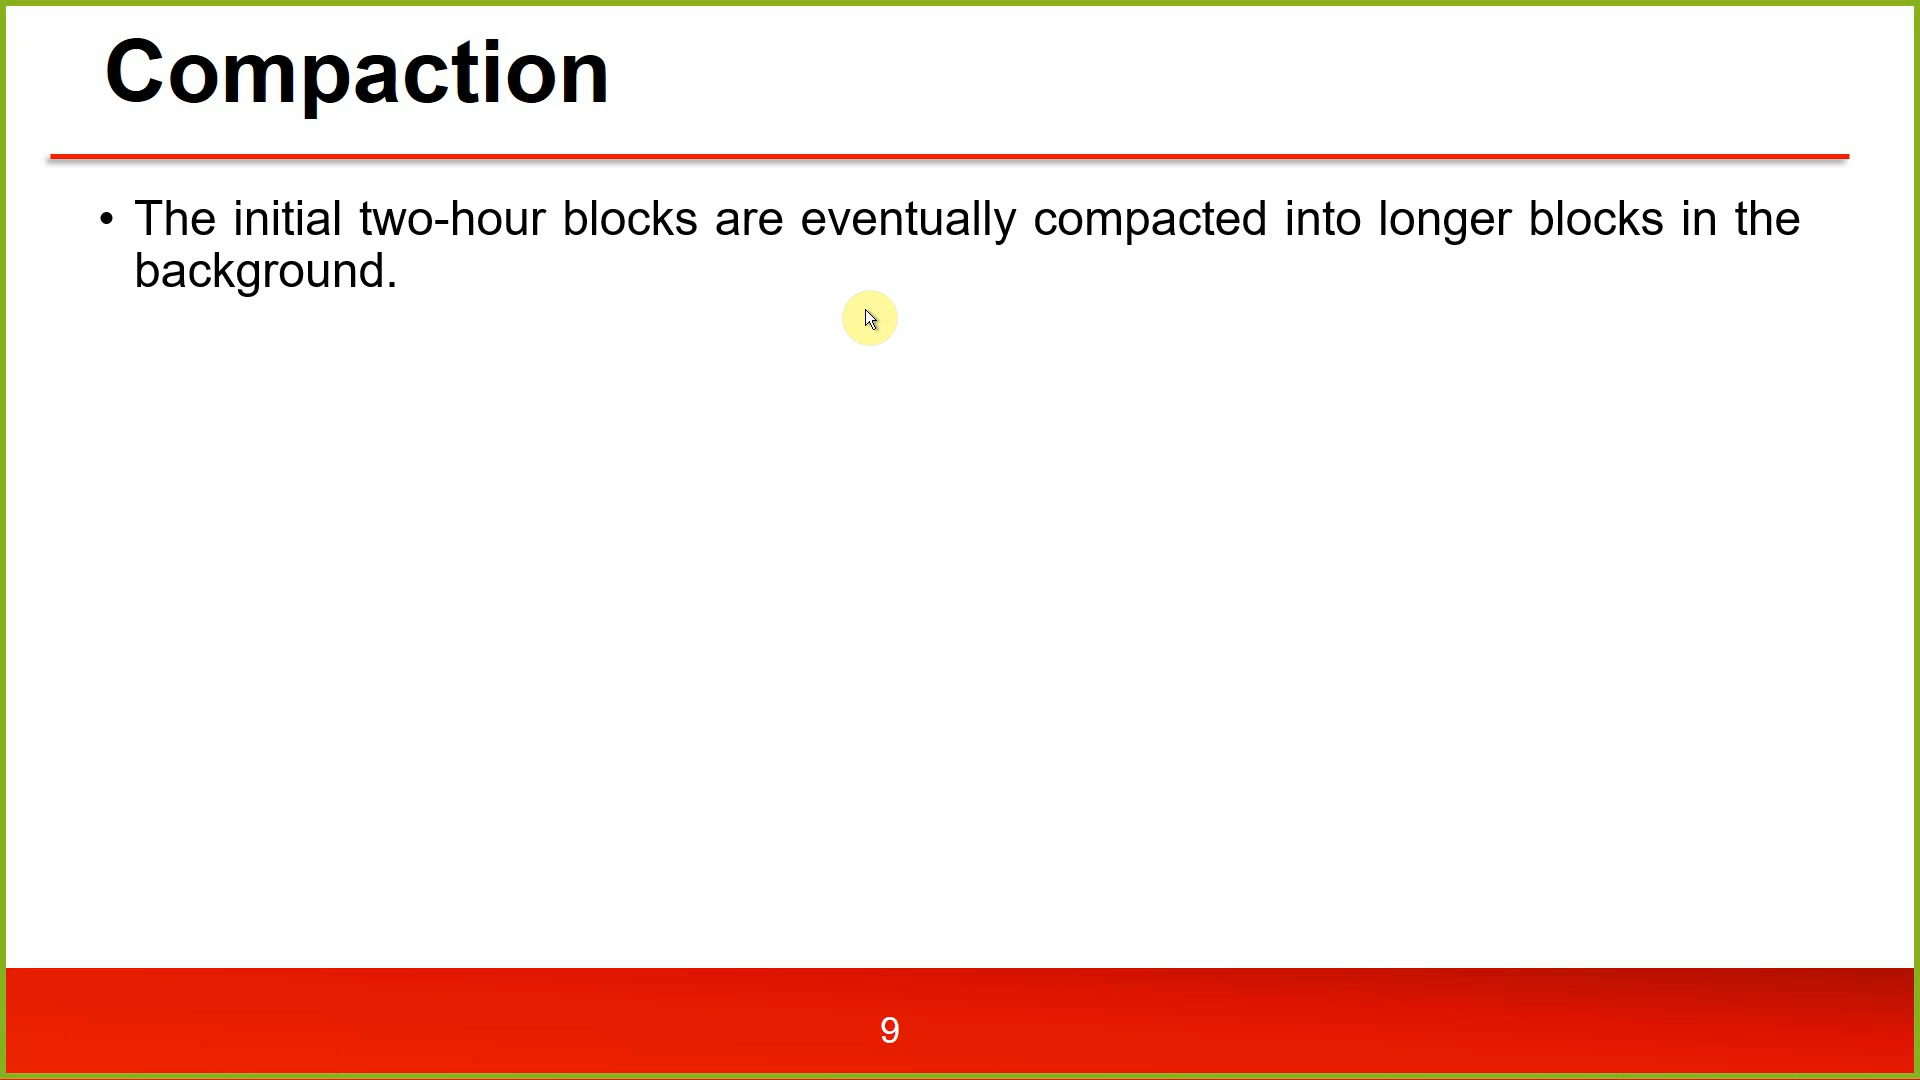 Compaction
• The initial two-hour blocks are eventually compacted into longer blocks in the
background.
9